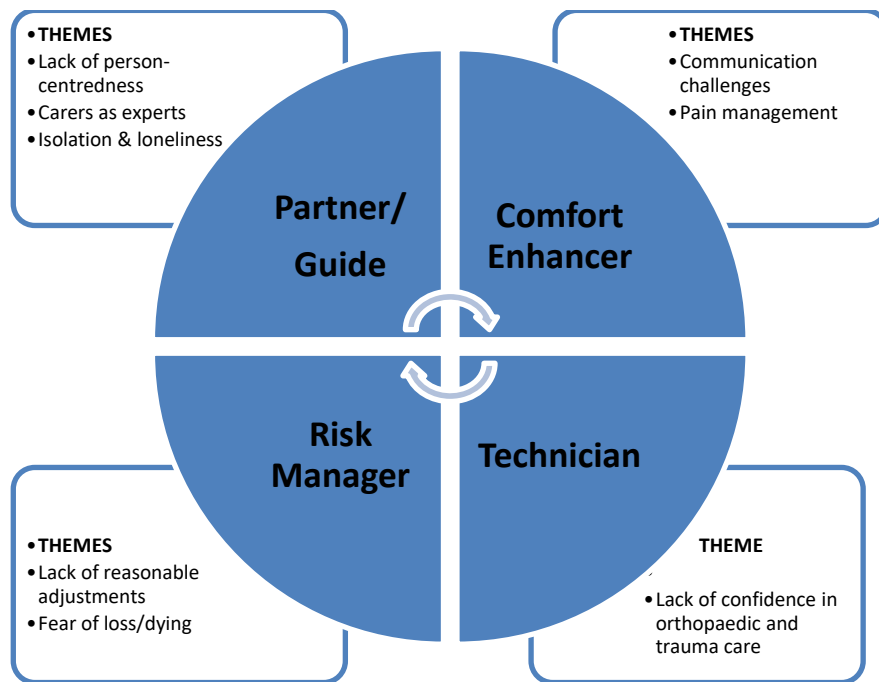 •THEMES
•Lack of person-
centredness
•Carers as experts
•Isolation & loneliness
•THEMES
•Communication
challenges
•Pain management
Partner/
Guide
Comfort
Enhancer
Risk
Manager
Technician
•THEMES
•Lack of reasonable
adjustments
•Fear of loss/dying
THEME
•Lack of confidence in
orthopaedic and
trauma care